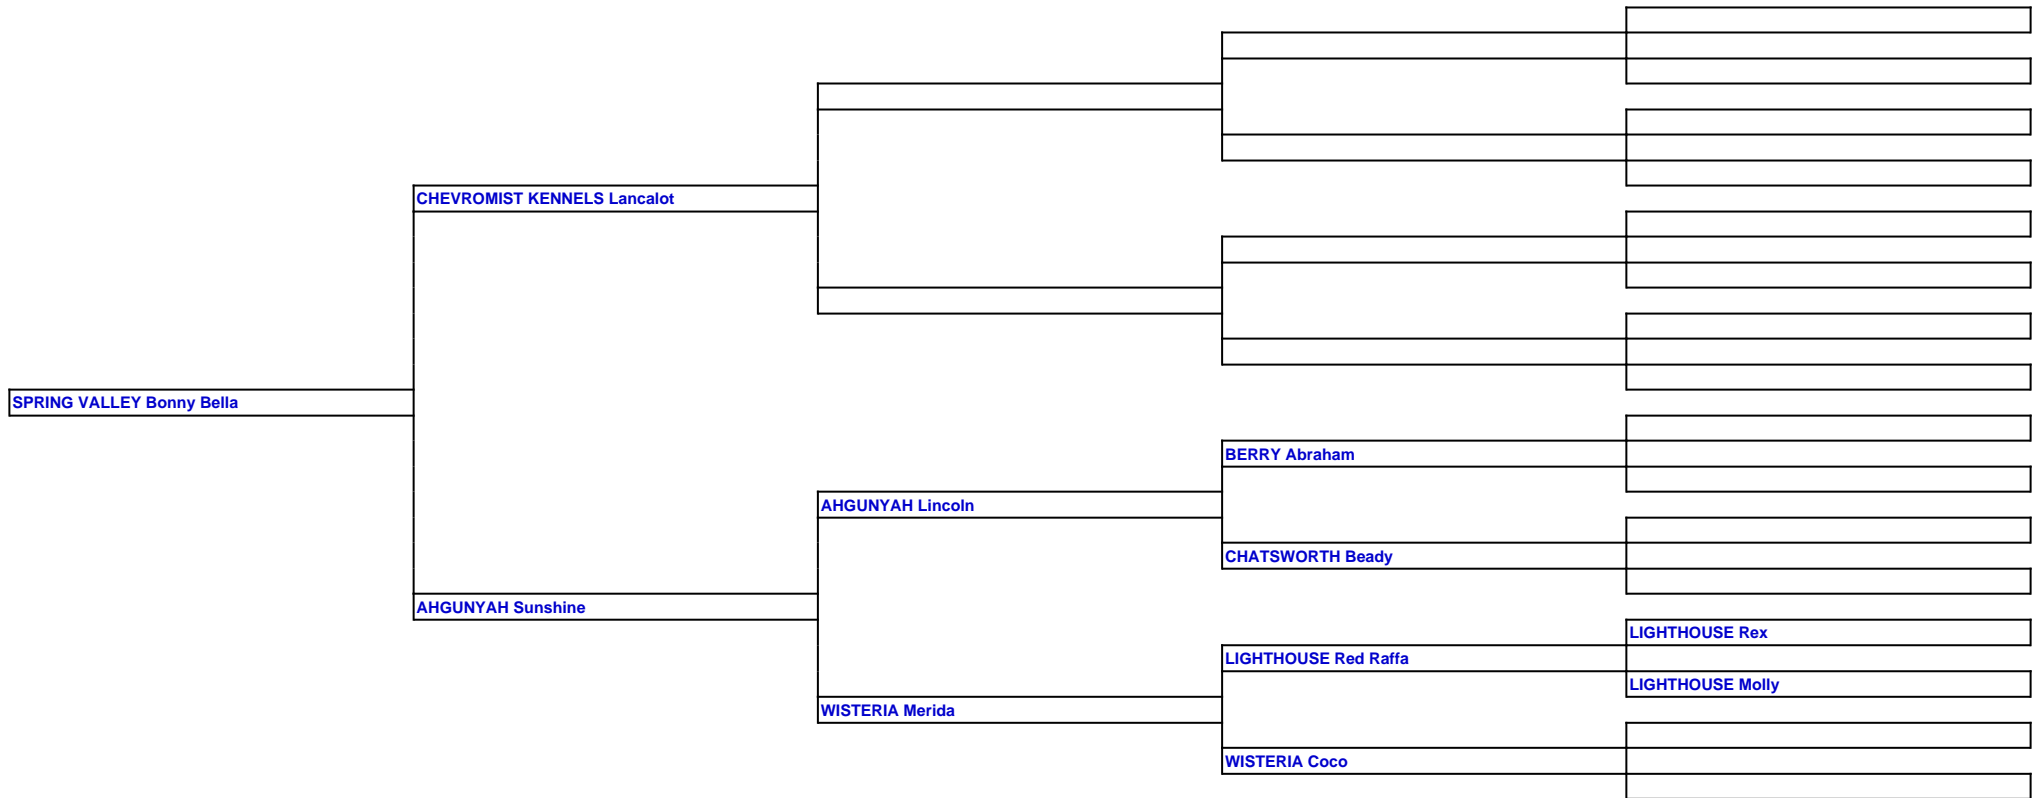 CHEVROMIST KENNELS Lancalot
SPRING VALLEY Bonny Bella
BERRY Abraham
AHGUNYAH Lincoln
CHATSWORTH Beady
AHGUNYAH Sunshine
LIGHTHOUSE Rex
LIGHTHOUSE Red Raffa
LIGHTHOUSE Molly
WISTERIA Merida
WISTERIA Coco